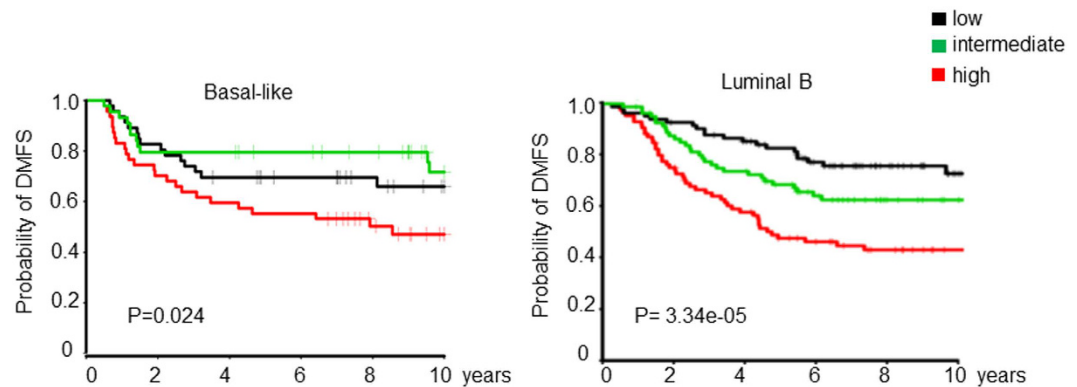 low
intermediate
high
Basal-like
Probability of DMFS
1.0
0.8
0.6
0.4
0.2
0
P=0.024
0 2 4 6 8 10 years
Luminal B
Probability of DMFS
1.0
0.8
0.6
0.4
0.2
0
P= 3.34e-05
0 2 4 6 8 10 years